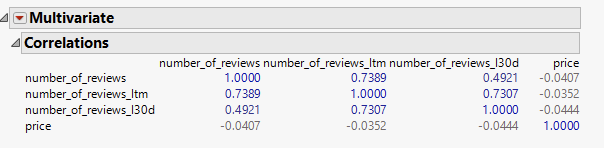 Multivariate
Correlations
number_of_reviews number_of_reviews_ltm number_of_reviews_l30d price
number_of_reviews 1.0000 0.7389 0.4921 -0.0407
number_of_reviews_ltm 0.7389 1.0000 0.7307 -0.0352
number_of_reviews_l30d 0.4921 0.7307 1.0000 -0.0444
price -0.0407 -0.0352 -0.0444 1.0000